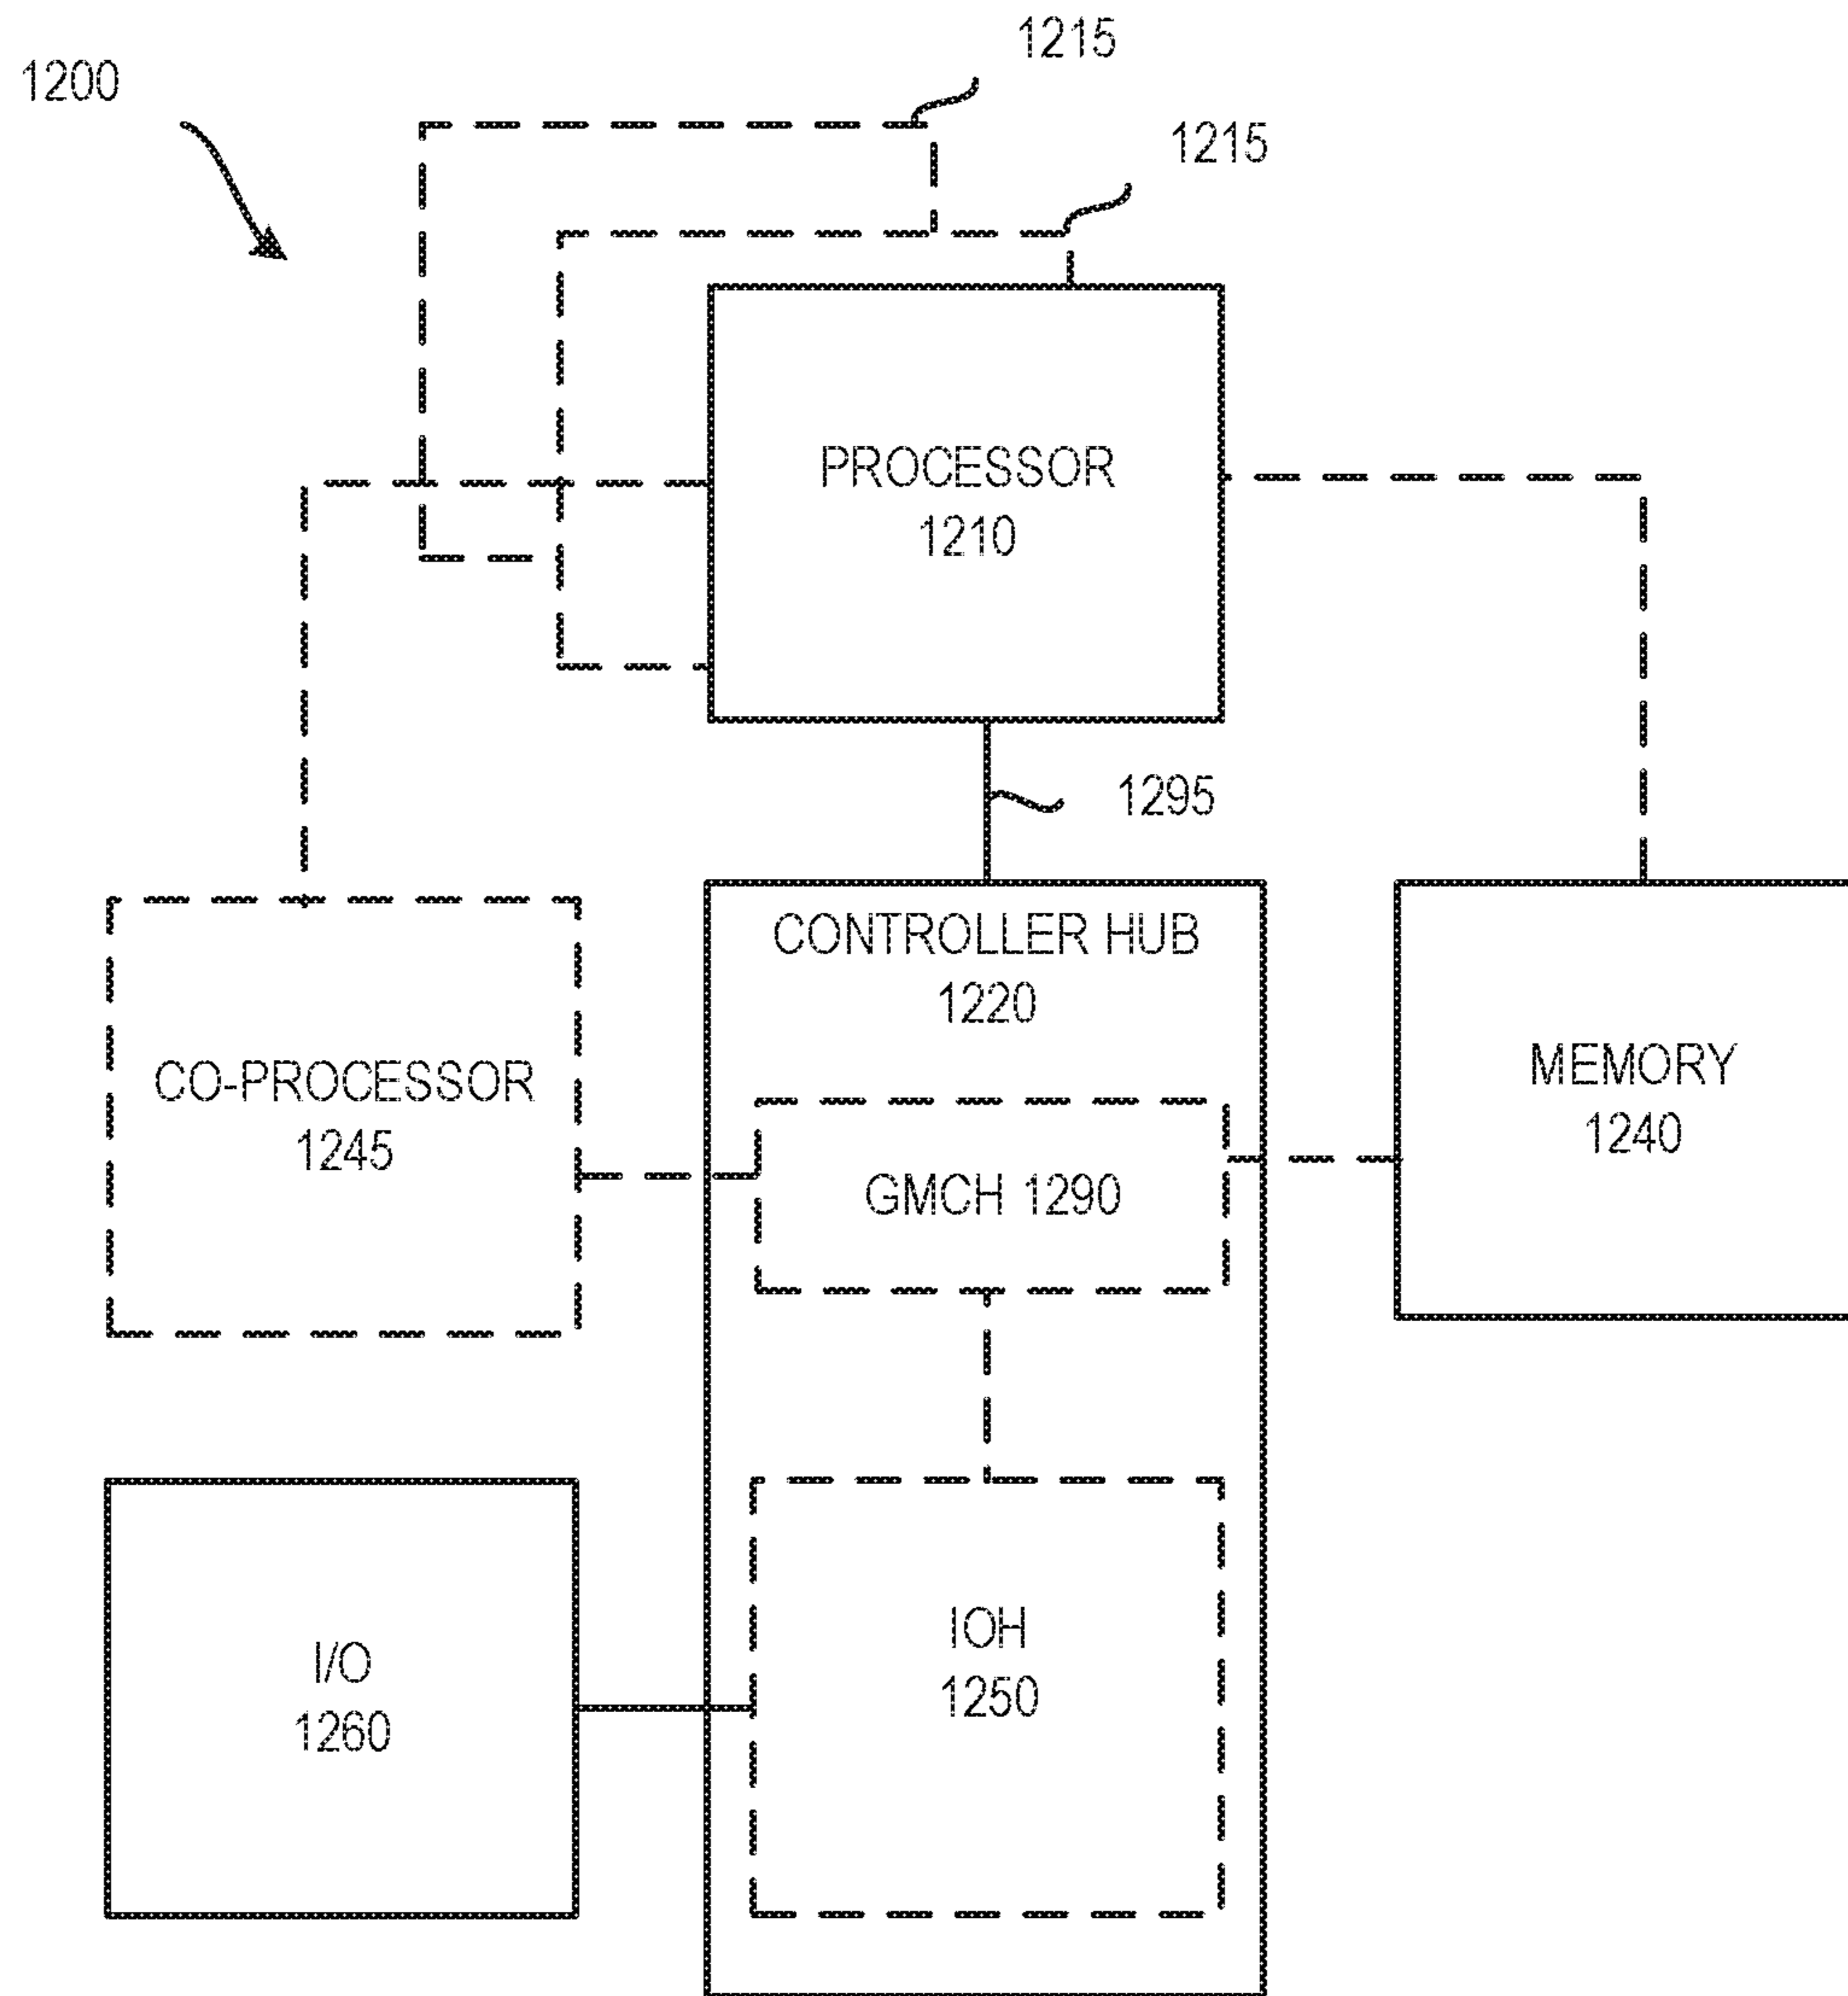 1215
1200
1215
PROCESSOR
1210
1295
CONTROLLER HUB
1220
CO-PROCESSOR
1245
MEMORY
1240
GMCH 1290
IOH
1250
I/O
1260